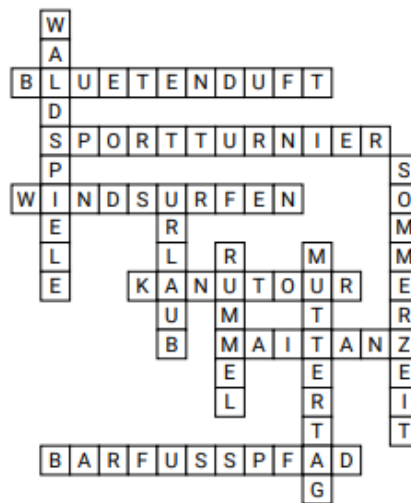 WALDSPIELE
BLUETENDUFT
SPORTTURNIER
SOMMERZEIT
WINDSURFEN
URLAUB
RUMMEL
MUTTERTAG
KANUTOUR
MAITANZ
BARFUSSPFAD